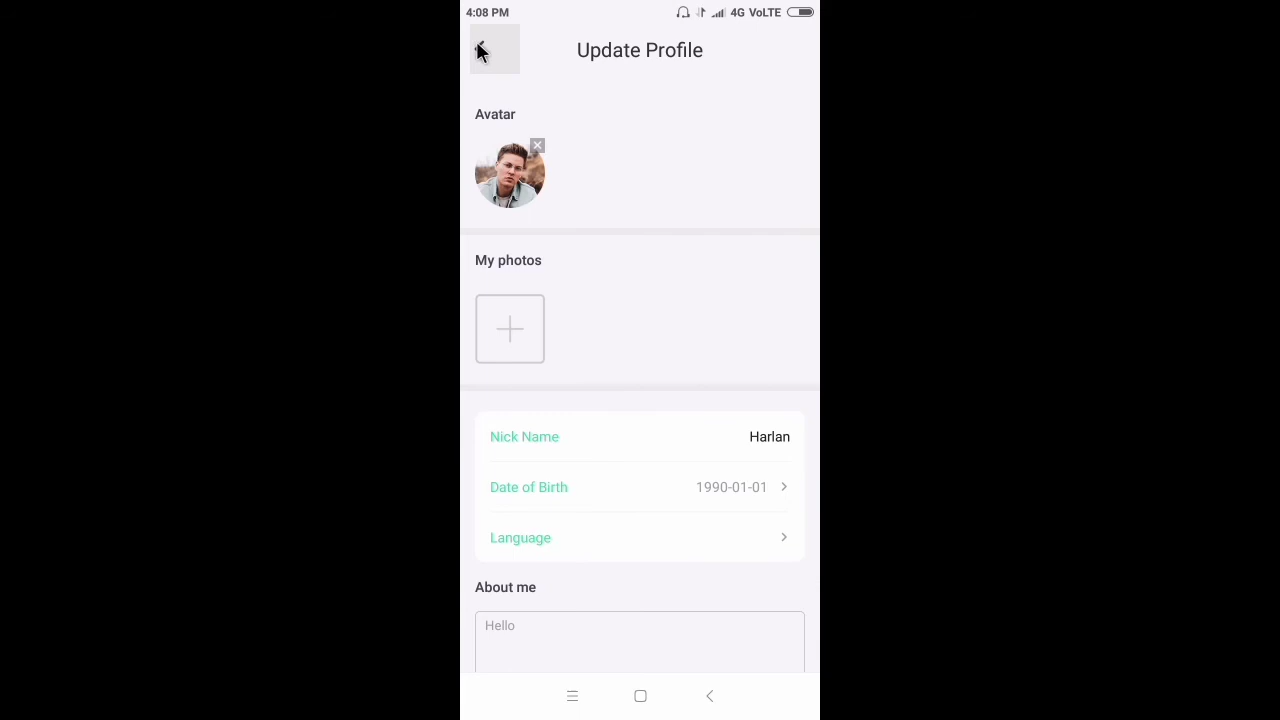 4:08 PM 4G VoLTE
Update Profile
Avatar
My photos
Nick Name Harlan
Date of Birth 1990-01-01
Language
About me
Hello